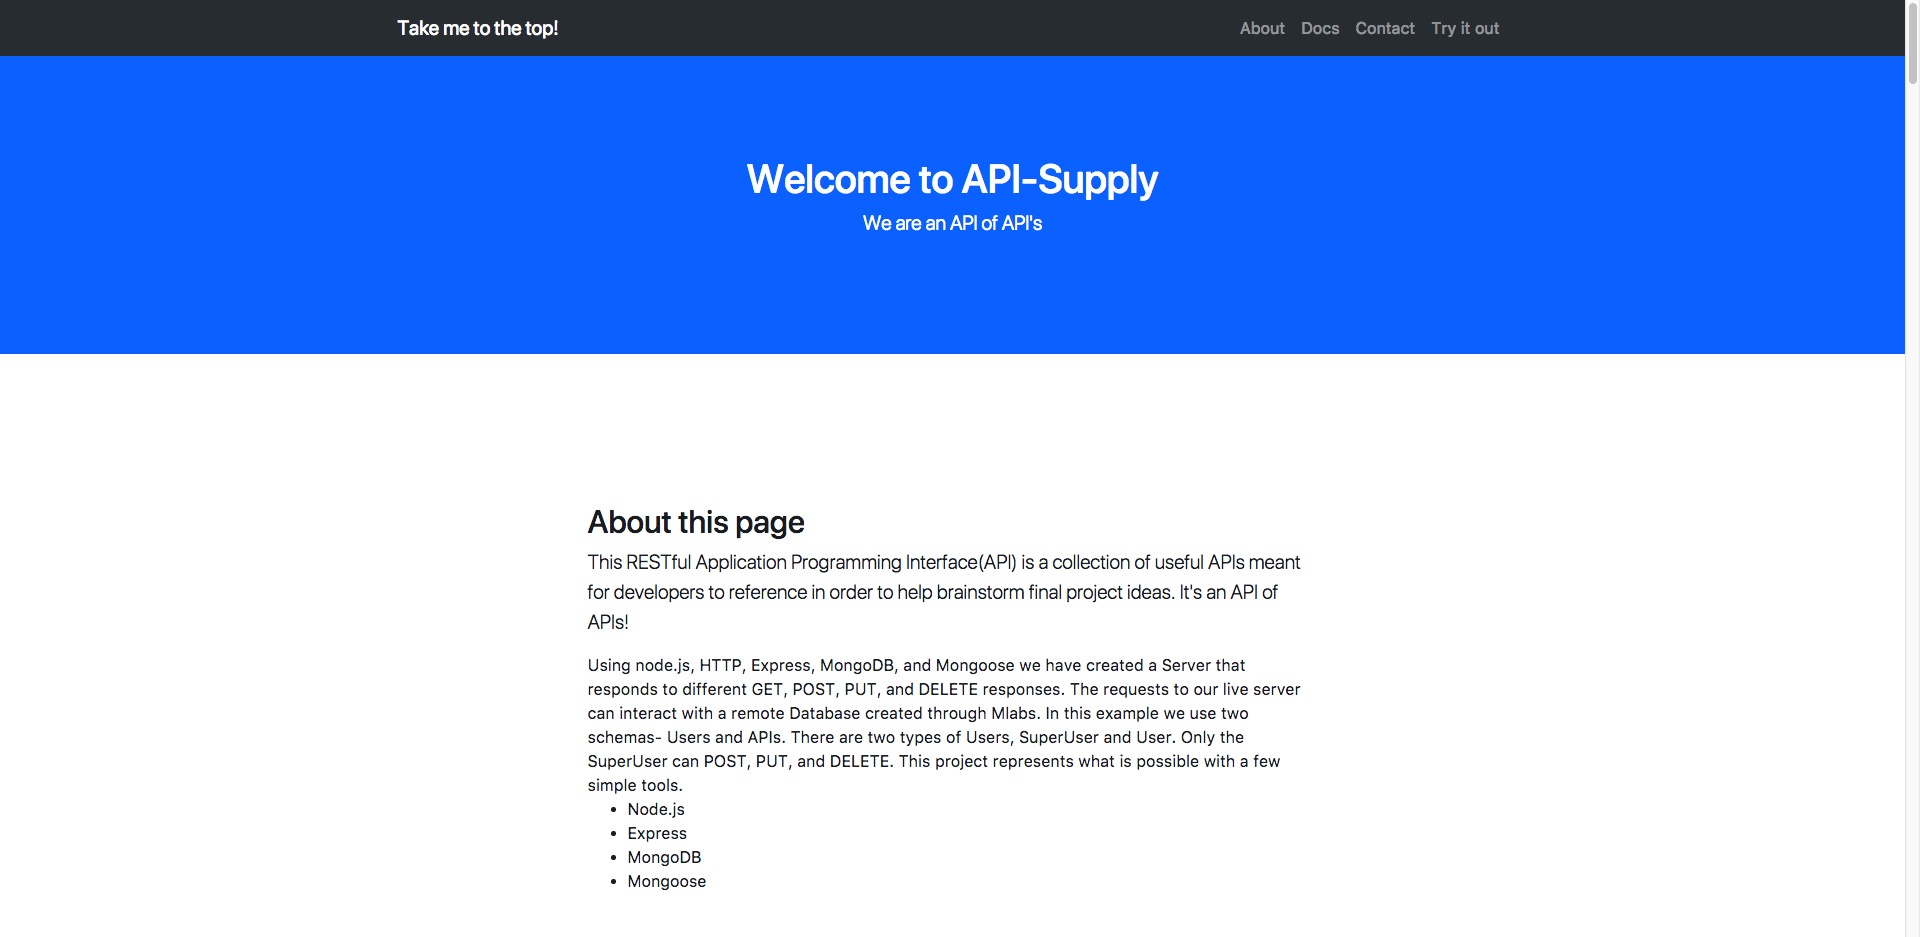 Take me to the top!
About Docs Contact Try it out
Welcome to API-Supply
We are an API of API's
About this page
This RESTful Application Programming Interface(API) is a collection of useful APIs meant
for developers to reference in order to help brainstorm final project ideas. It's an API of
APIs!
Using node.js, HTTP, Express, MongoDB, and Mongoose we have created a Server that
responds to different GET, POST, PUT, and DELETE responses. The requests to our live server
can interact with a remote Database created through Mlabs. In this example we use two
schemas- Users and APIs. There are two types of Users, SuperUser and User. Only the
SuperUser can POST, PUT, and DELETE. This project represents what is possible with a few
simple tools.
• Node.js
• Express
• MongoDB
• Mongoose